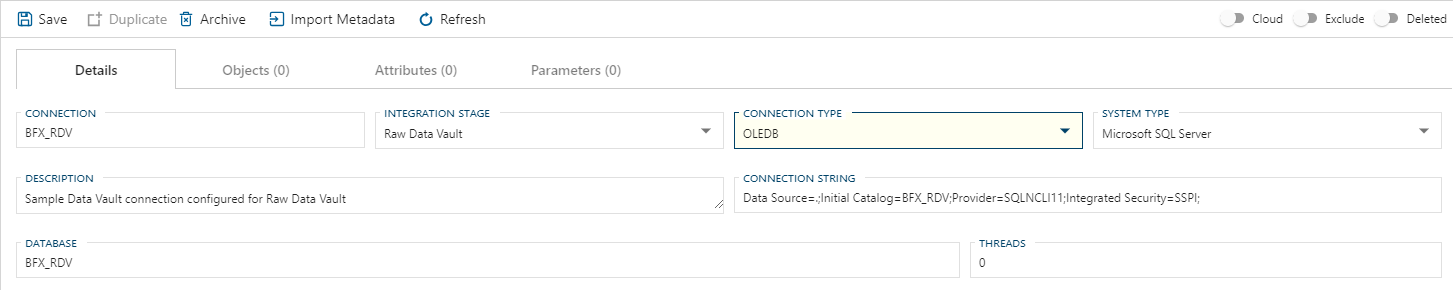 Save Duplicate Archive Import Metadata Refresh Cloud Exclude Deleted
Details Objects (0) Attributes (0) Parameters (0)
CONNECTION INTEGRATION STAGE CONNECTION TYPE SYSTEM TYPE
BFX_RDV Raw Data Vault OLEDB Microsoft SQL Server
DESCRIPTION CONNECTION STRING
Sample Data Vault connection configured for Raw Data Vault Data Source=.;Initial Catalog=BFX_RDV;Provider=SQLNCLI11;Integrated Security=SSPI;
DATABASE THREADS
BFX_RDV 0